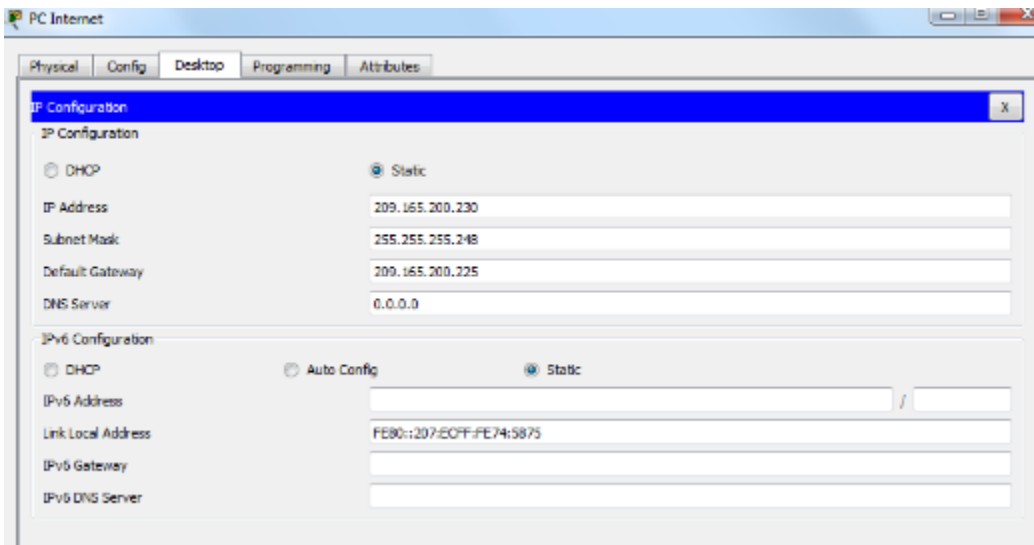 PC Internet
X
Physical Config Desktop Programming Attributes
IP Configuration X
IP Configuration
DHCP Static
IP Address 209.165.200.230
Subnet Mask 255.255.255.248
Default Gateway 209.165.200.225
DNS Server 0.0.0.0
IPv6 Configuration
DHCP Auto Config Static
IPv6 Address /
Link Local Address FE80::207:ECFF:FE74:5875
IPv6 Gateway
IPv6 DNS Server